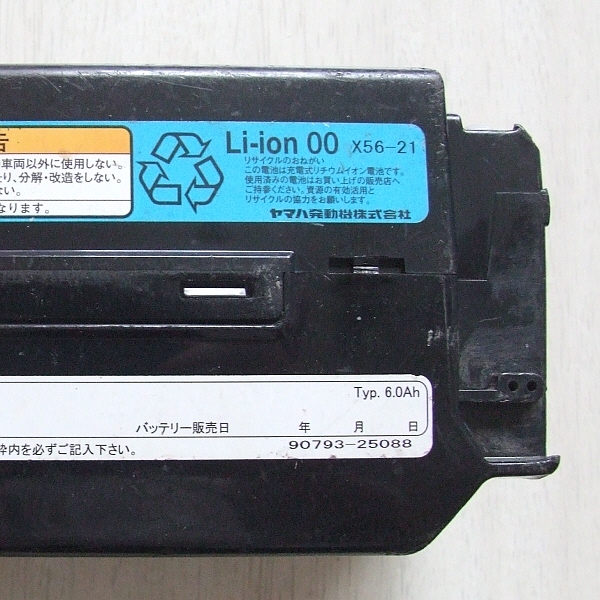 告
車両以外に使用しない。
たり、分解・改造をしない。
ない。
なります。
Li-ion 00 X56-21
リサイクルのおねがい
この電池は充電式リチウムイオン電池です。
使用済みの電池はお買い上げの販売店へ
ご持参ください。資源の有効活用と
リサイクルの協力をお願いします。
ヤマハ発動機株式会社
Typ. 6.0Ah
バッテリー販売日 年 月 日
90793-25088
枠内を必ずご記入下さい。